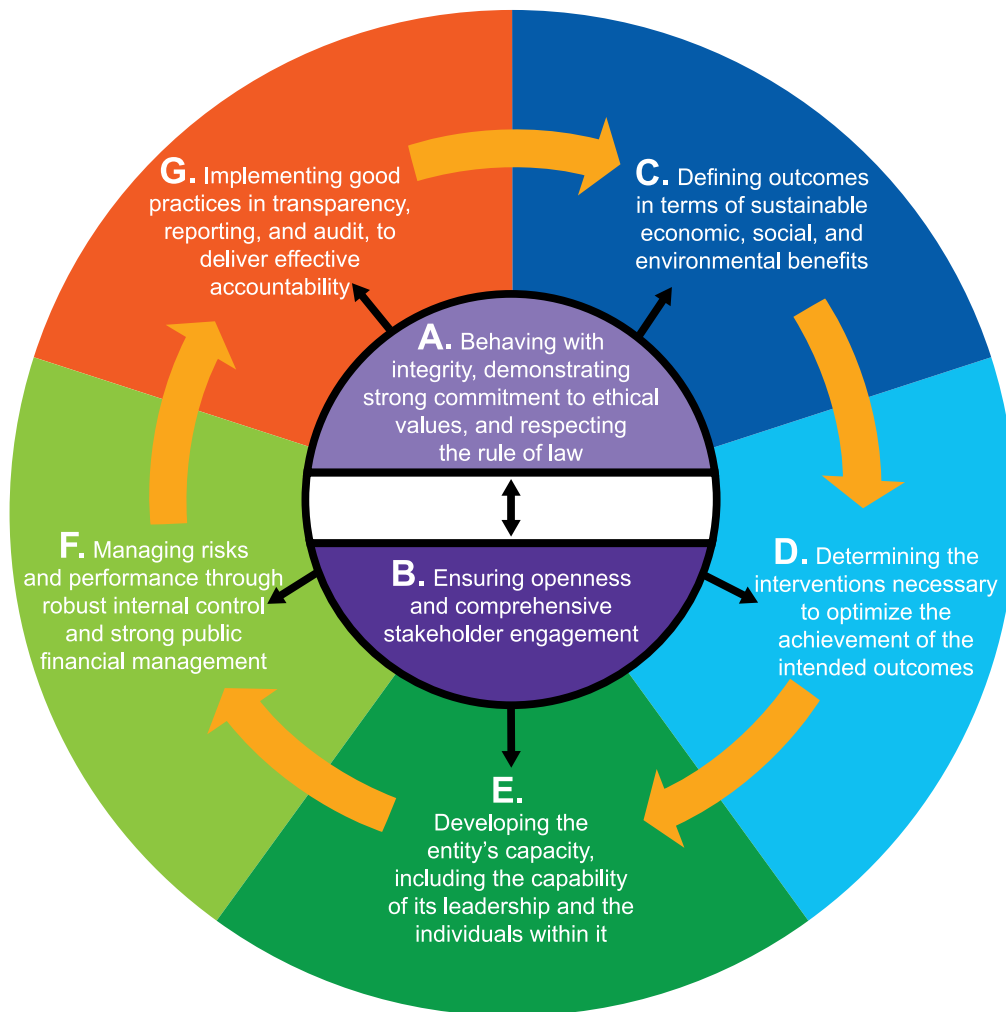 G. Implementing good
practices in transparency,
reporting, and audit, to
deliver effective
accountability
C. Defining outcomes
in terms of sustainable
economic, social, and
environmental benefits
A. Behaving with
integrity, demonstrating
strong commitment to ethical
values, and respecting
the rule of law
F. Managing risks
and performance through
robust internal control
and strong public
financial management
B. Ensuring openness
and comprehensive
stakeholder engagement
D. Determining the
interventions necessary
to optimize the
achievement of the
intended outcomes
E.
Developing the
entity’s capacity,
including the capability
of its leadership and the
individuals within it